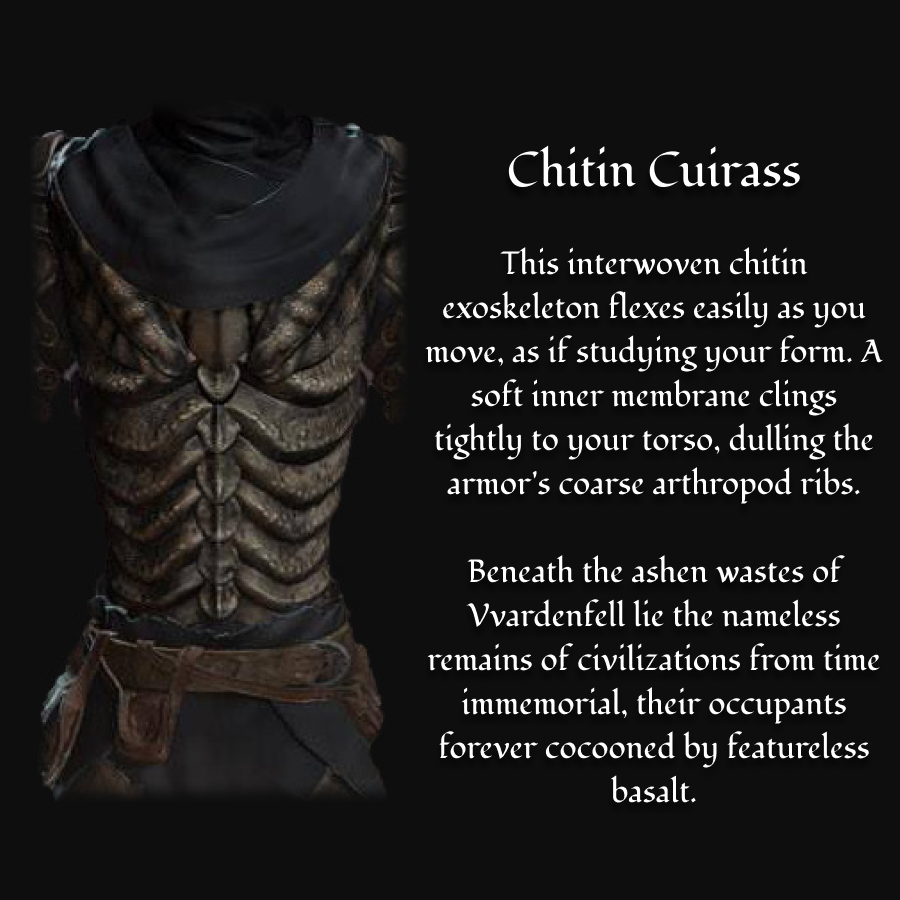 Chitin Cuirass
This interwoven chitin
exoskeleton flexes easily as you
move, as if studying your form. A
soft inner membrane clings
tightly to your torso, dulling the
armor's coarse arthropod ribs.
Beneath the ashen wastes of
Vvardenfell lie the nameless
remains of civilizations from time
immemorial, their occupants
forever cocooned by featureless
basalt.